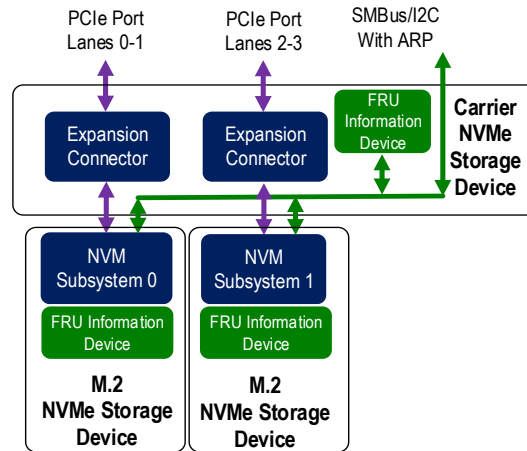 PCIe Port
Lanes 0-1
PCIe Port
Lanes 2-3
SMBus/I2C
With ARP
Expansion
Connector
Expansion
Connector
FRU
Information
Device
Carrier
NVMe
Storage
Device
NVM
Subsystem 0
FRU Information
Device
M.2
NVMe Storage
Device
NVM
Subsystem 1
FRU Information
Device
M.2
NVMe Storage
Device